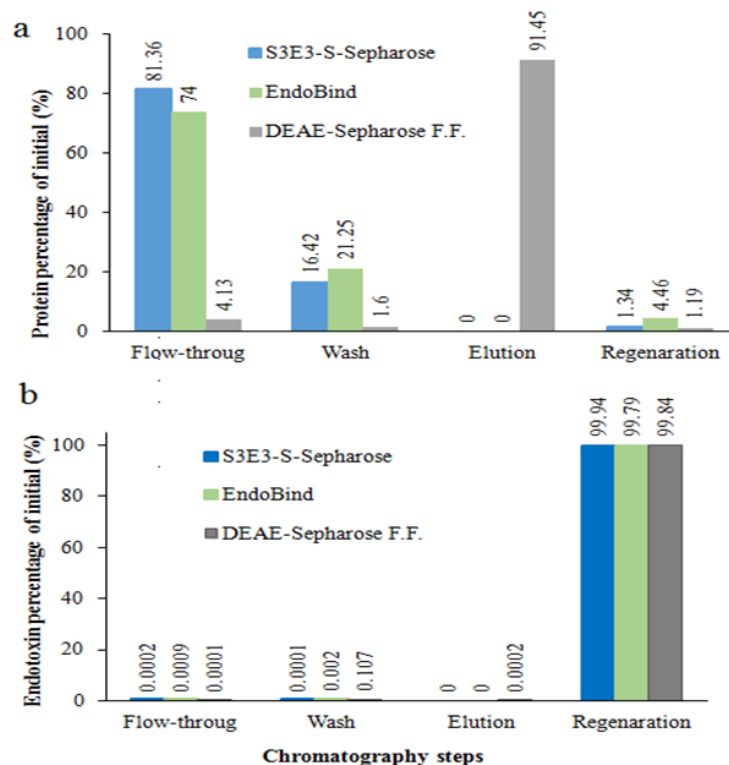 a
Protein percentage of initial (%)
100
80
60
40
20
0
S3E3-S-Sepharose
EndoBind
DEAE-Sepharose F.F.
81.36
74
4.13
16.42
21.25
1.6
0
0
91.45
1.34
4.46
1.19
Flow-throug
Wash
Elution
Regenaration
b
Endotoxin percentage of initial (%)
100
80
60
40
20
0
S3E3-S-Sepharose
EndoBind
DEAE-Sepharose F.F.
0.0002
0.0009
0.0001
0.0001
0.002
0.107
0
0
0.0002
99.94
99.79
99.84
Flow-throug
Wash
Elution
Regenaration
Chromatography steps